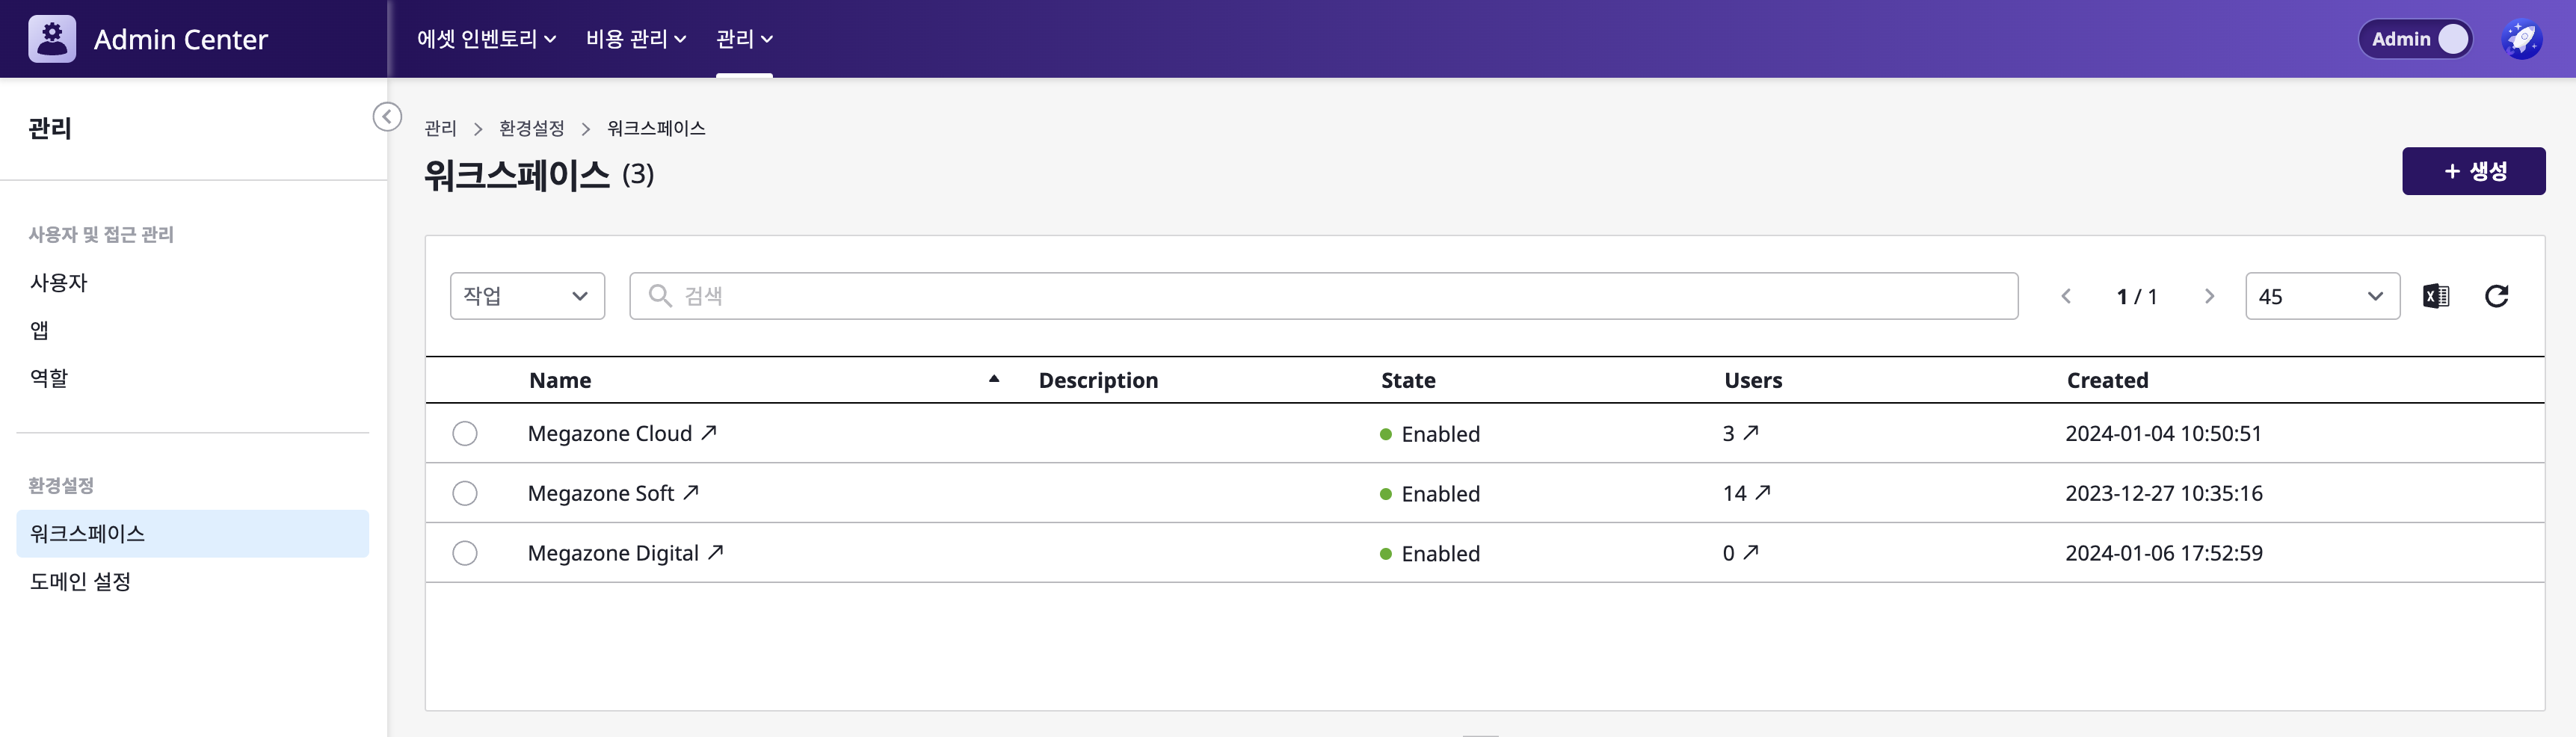 Admin Center
에셋 인벤토리 비용 관리 관리 Admin
관리
사용자 및 접근 관리
사용자
앱
역할
환경설정
워크스페이스
도메인 설정
관리 > 환경설정 > 워크스페이스
워크스페이스 (3)
+ 생성
작업 검색 1 / 1 45
Name Description State Users Created
Megazone Cloud Enabled 3 2024-01-04 10:50:51
Megazone Soft Enabled 14 2023-12-27 10:35:16
Megazone Digital Enabled 0 2024-01-06 17:52:59